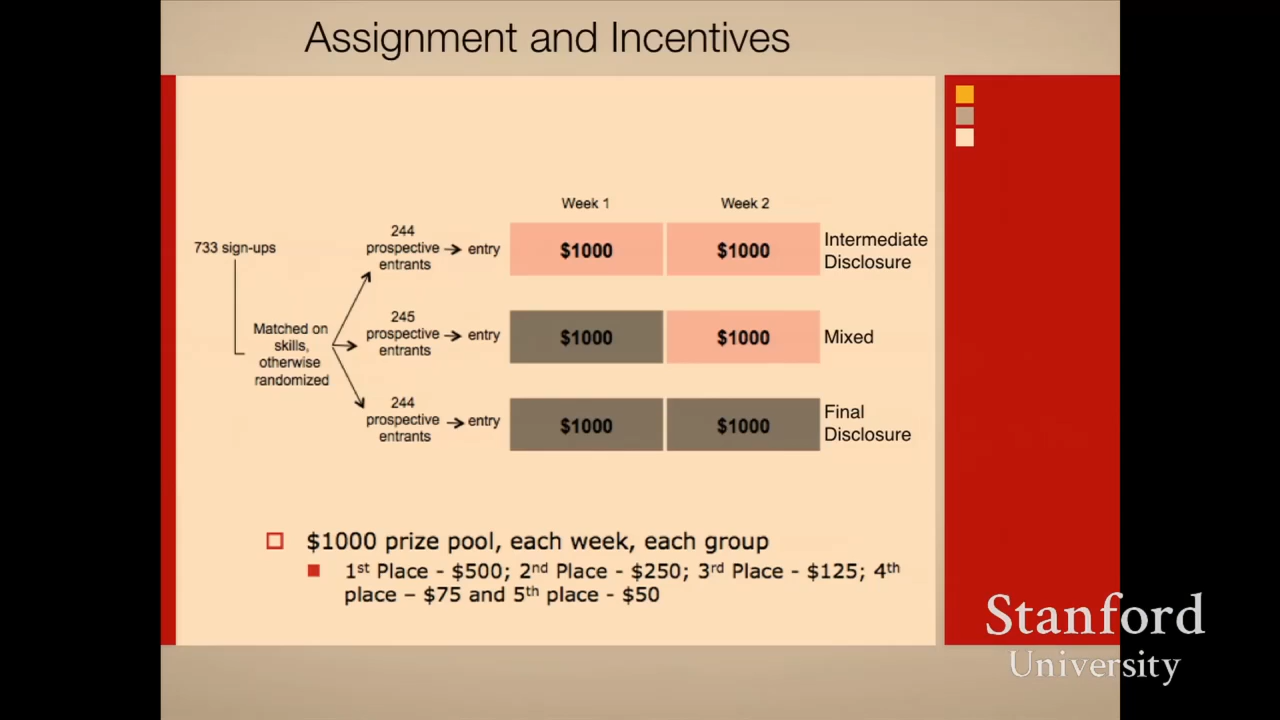 Assignment and Incentives
Week 1
Week 2
733 sign-ups
Matched on
skills,
otherwise
randomized
244
prospective
entrants
entry
$1000
$1000
Intermediate
Disclosure
245
prospective
entrants
entry
$1000
$1000
Mixed
244
prospective
entrants
entry
$1000
$1000
Final
Disclosure
$1000 prize pool, each week, each group
1st Place - $500; 2nd Place - $250; 3rd Place - $125; 4th
place – $75 and 5th place - $50
Stanford
University